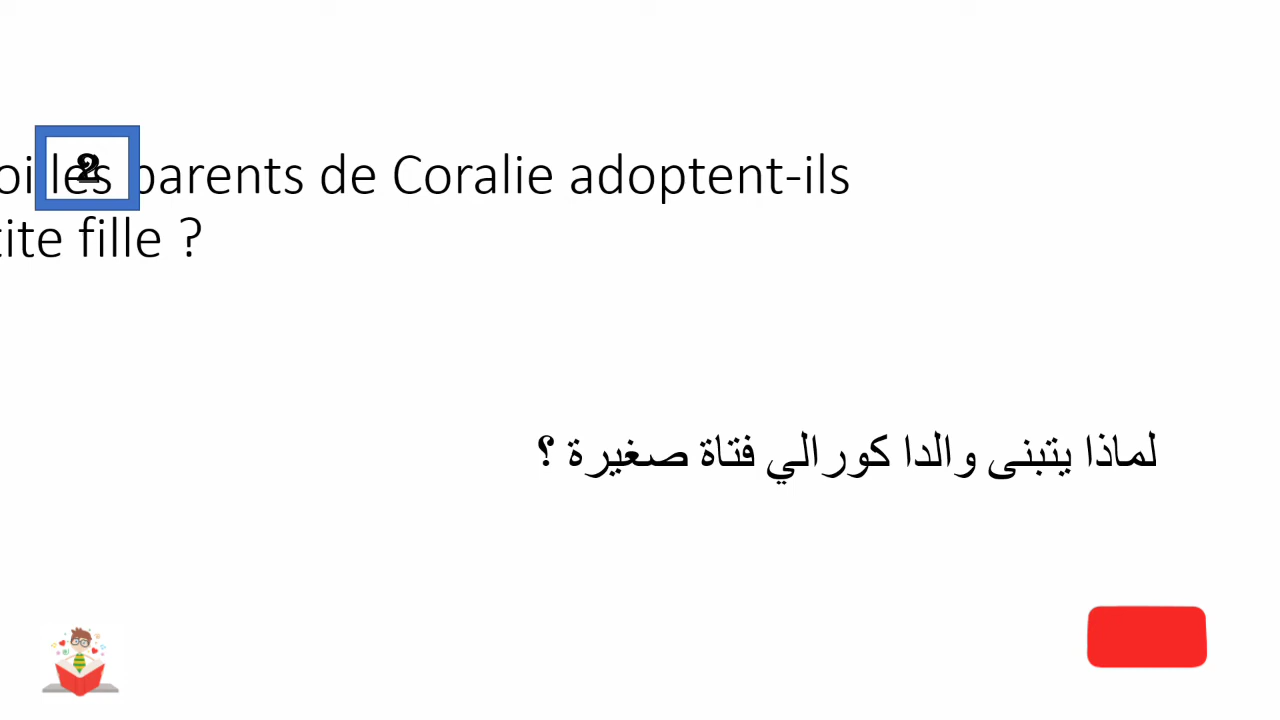 oi les parents de Coralie adoptent-ils
tite fille ?
لماذا يتبنى والدا كورالي فتاة صغيرة ؟